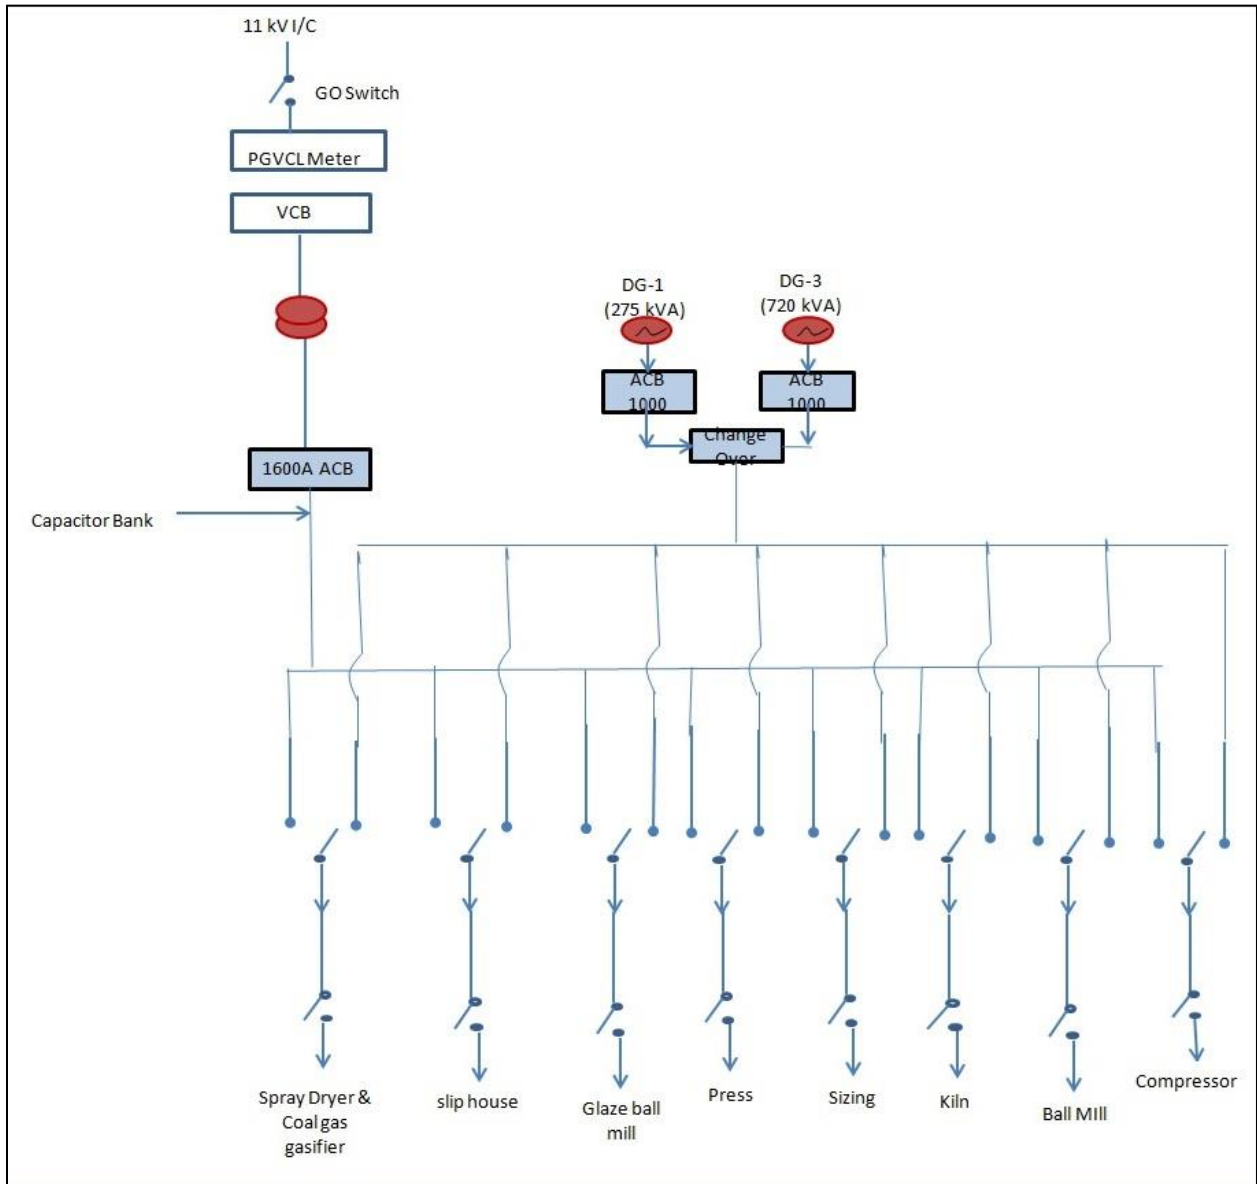 11 kV I/C
GO Switch
PGVCL Meter
VCB
DG-1
(275 kVA)
DG-3
(720 kVA)
ACB
1000
ACB
1000
Change
Over
1600A ACB
Capacitor Bank
Spray Dryer &
Coal gas
gasifier
slip house
Glaze ball
mill
Press
Sizing
Kiln
Ball MIll
Compressor